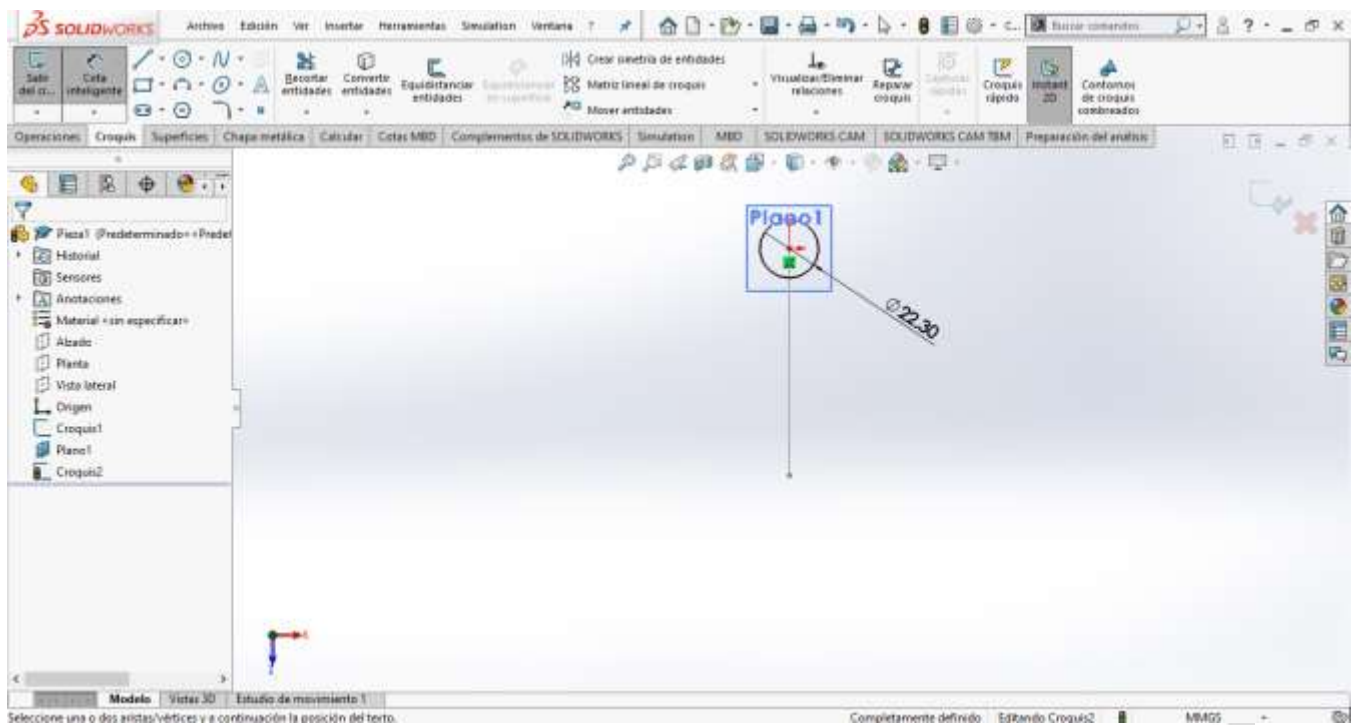 SOLIDWORKS Archivo Edición Ver Insertar Herramientas Simulation Ventana ? C... Buscar comandos
Salir del cr... Cota inteligente Recortar entidades Convertir entidades Equidistanciar entidades Crear simetría de entidades Visualizar/Eliminar relaciones Reparar croquis Croquis rápido Instant 2D Contornos de croquis combreados
Matriz lineal de croquis
Mover entidades
Operaciones Croquis Superficies Chapa metálica Calcular Cotas MBD Complementos de SOLIDWORKS Simulation MBD SOLIDWORKS CAM SOLIDWORKS CAM TBM Preparación del análisis
Plano1
Pieza1 (Predeterminado<<Predet
Historial
Sensores
Anotaciones
Material <sin especificar>
Alzado
Planta
Vista lateral
Origen
Croquis1
Plano1
Croquis2
Ø22.30
X
Modelo Vistas 3D Estudio de movimiento 1
Seleccione una o dos aristas/vértices y a continuación la posición del texto. Completamente definido Editando Croquis2 MMGS